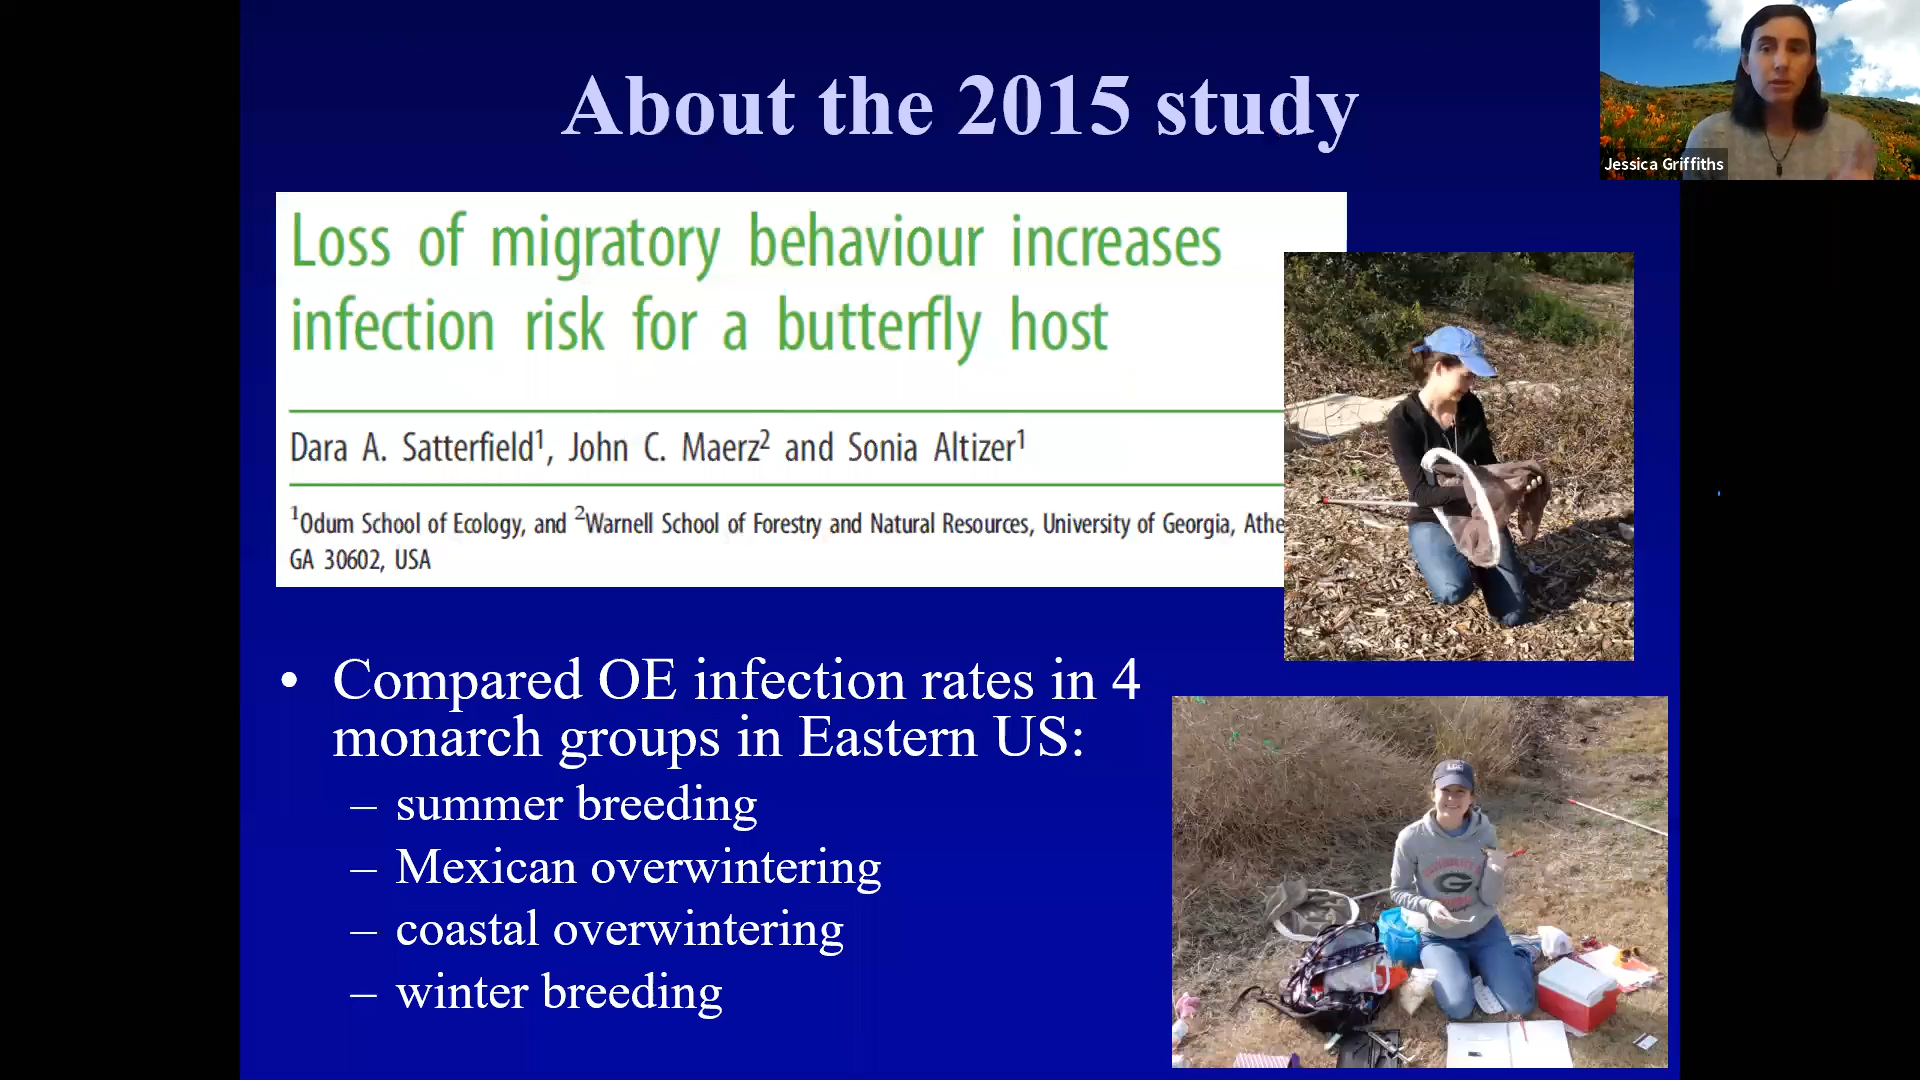 About the 2015 study
Jessica Griffiths
Loss of migratory behaviour increases
infection risk for a butterfly host
Dara A. Satterfield¹, John C. Maerz² and Sonia Altizer¹
¹Odum School of Ecology, and ²Warnell School of Forestry and Natural Resources, University of Georgia, Athe
GA 30602, USA
• Compared OE infection rates in 4
monarch groups in Eastern US:
– summer breeding
– Mexican overwintering
– coastal overwintering
– winter breeding
G